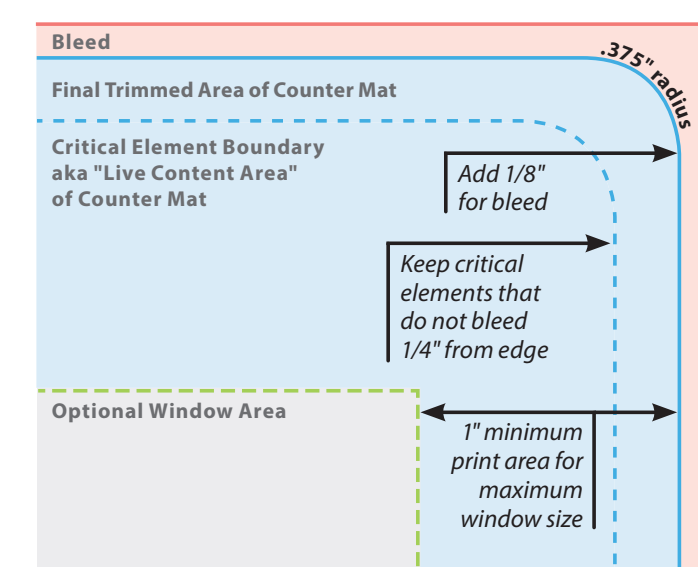 Bleed
.375" radius
Final Trimmed Area of Counter Mat
Critical Element Boundary
aka "Live Content Area"
of Counter Mat
Add 1/8"
for bleed
Keep critical
elements that
do not bleed
1/4" from edge
Optional Window Area
1" minimum
print area for
maximum
window size